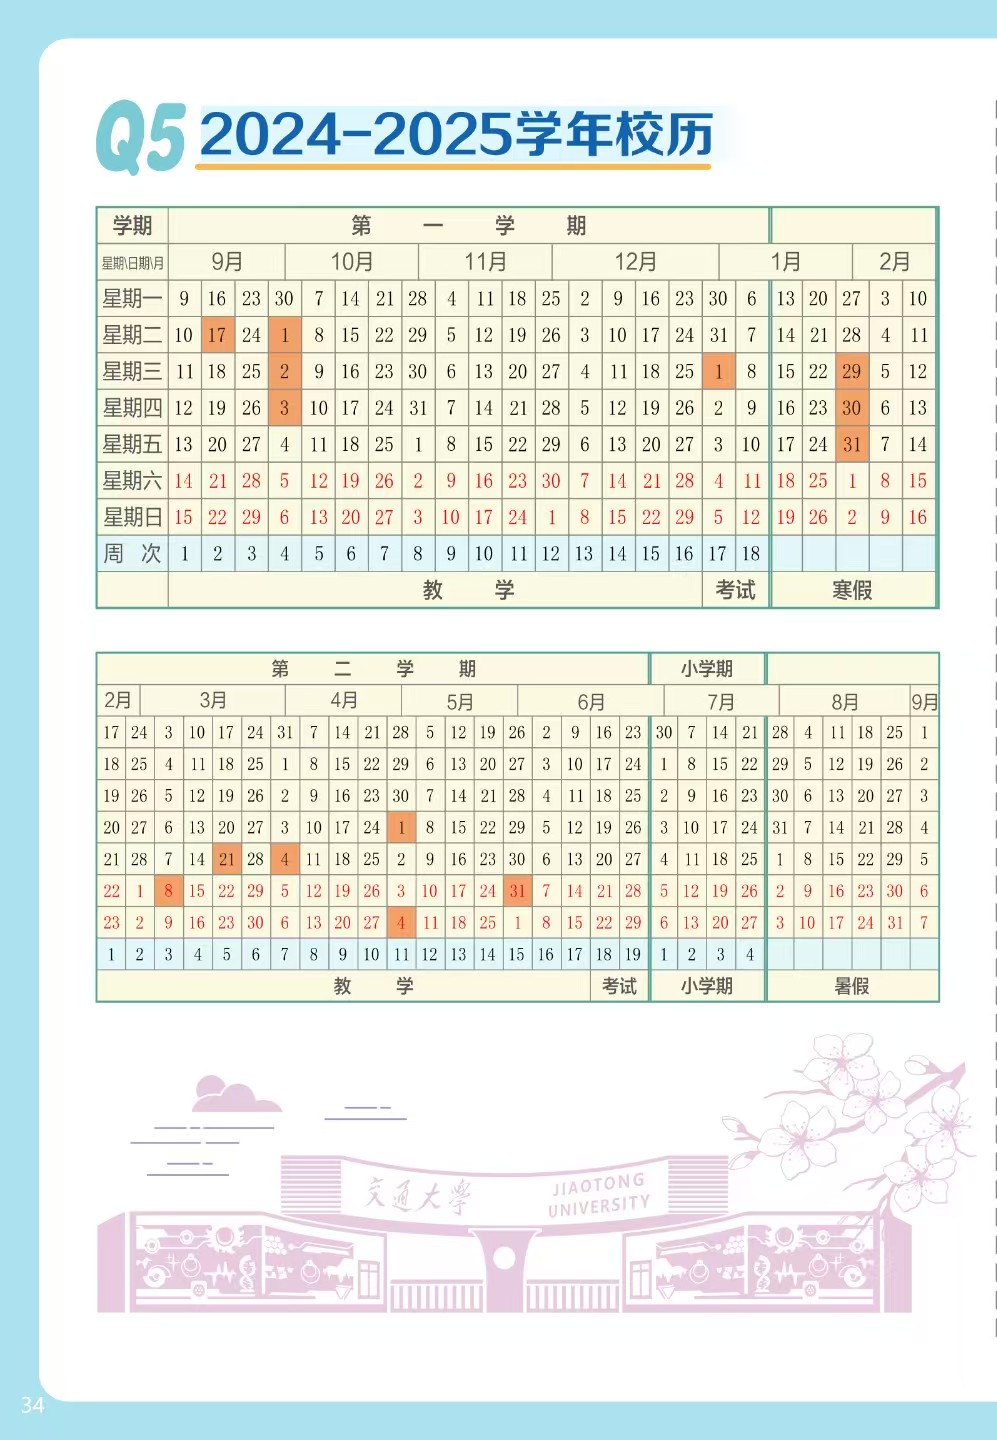 Q5 2024-2025学年校历
学期 第一学期
星期\日期\月 9月 10月 11月 12月 1月 2月
星期一 9 16 23 30 7 14 21 28 4 11 18 25 2 9 16 23 30 6 13 20 27 3 10
星期二 10 17 24 1 8 15 22 29 5 12 19 26 3 10 17 24 31 7 14 21 28 4 11
星期三 11 18 25 2 9 16 23 30 6 13 20 27 4 11 18 25 1 8 15 22 29 5 12
星期四 12 19 26 3 10 17 24 31 7 14 21 28 5 12 19 26 2 9 16 23 30 6 13
星期五 13 20 27 4 11 18 25 1 8 15 22 29 6 13 20 27 3 10 17 24 31 7 14
星期六 14 21 28 5 12 19 26 2 9 16 23 30 7 14 21 28 4 11 18 25 1 8 15
星期日 15 22 29 6 13 20 27 3 10 17 24 1 8 15 22 29 5 12 19 26 2 9 16
周次 1 2 3 4 5 6 7 8 9 10 11 12 13 14 15 16 17 18
教学 考试 寒假
第二学期 小学期
2月 3月 4月 5月 6月 7月 8月 9月
17 24 3 10 17 24 31 7 14 21 28 5 12 19 26 2 9 16 23 30 7 14 21 28 4 11 18 25 1
18 25 4 11 18 25 1 8 15 22 29 6 13 20 27 3 10 17 24 1 8 15 22 29 5 12 19 26 2
19 26 5 12 19 26 2 9 16 23 30 7 14 21 28 4 11 18 25 2 9 16 23 30 6 13 20 27 3
20 27 6 13 20 27 3 10 17 24 1 8 15 22 29 5 12 19 26 3 10 17 24 31 7 14 21 28 4
21 28 7 14 21 28 4 11 18 25 2 9 16 23 30 6 13 20 27 4 11 18 25 1 8 15 22 29 5
22 1 8 15 22 29 5 12 19 26 3 10 17 24 31 7 14 21 28 5 12 19 26 2 9 16 23 30 6
23 2 9 16 23 30 6 13 20 27 4 11 18 25 1 8 15 22 29 6 13 20 27 3 10 17 24 31 7
1 2 3 4 5 6 7 8 9 10 11 12 13 14 15 16 17 18 19 1 2 3 4
教学 考试 小学期 暑假
交通大學 JIAOTONG
UNIVERSITY
34